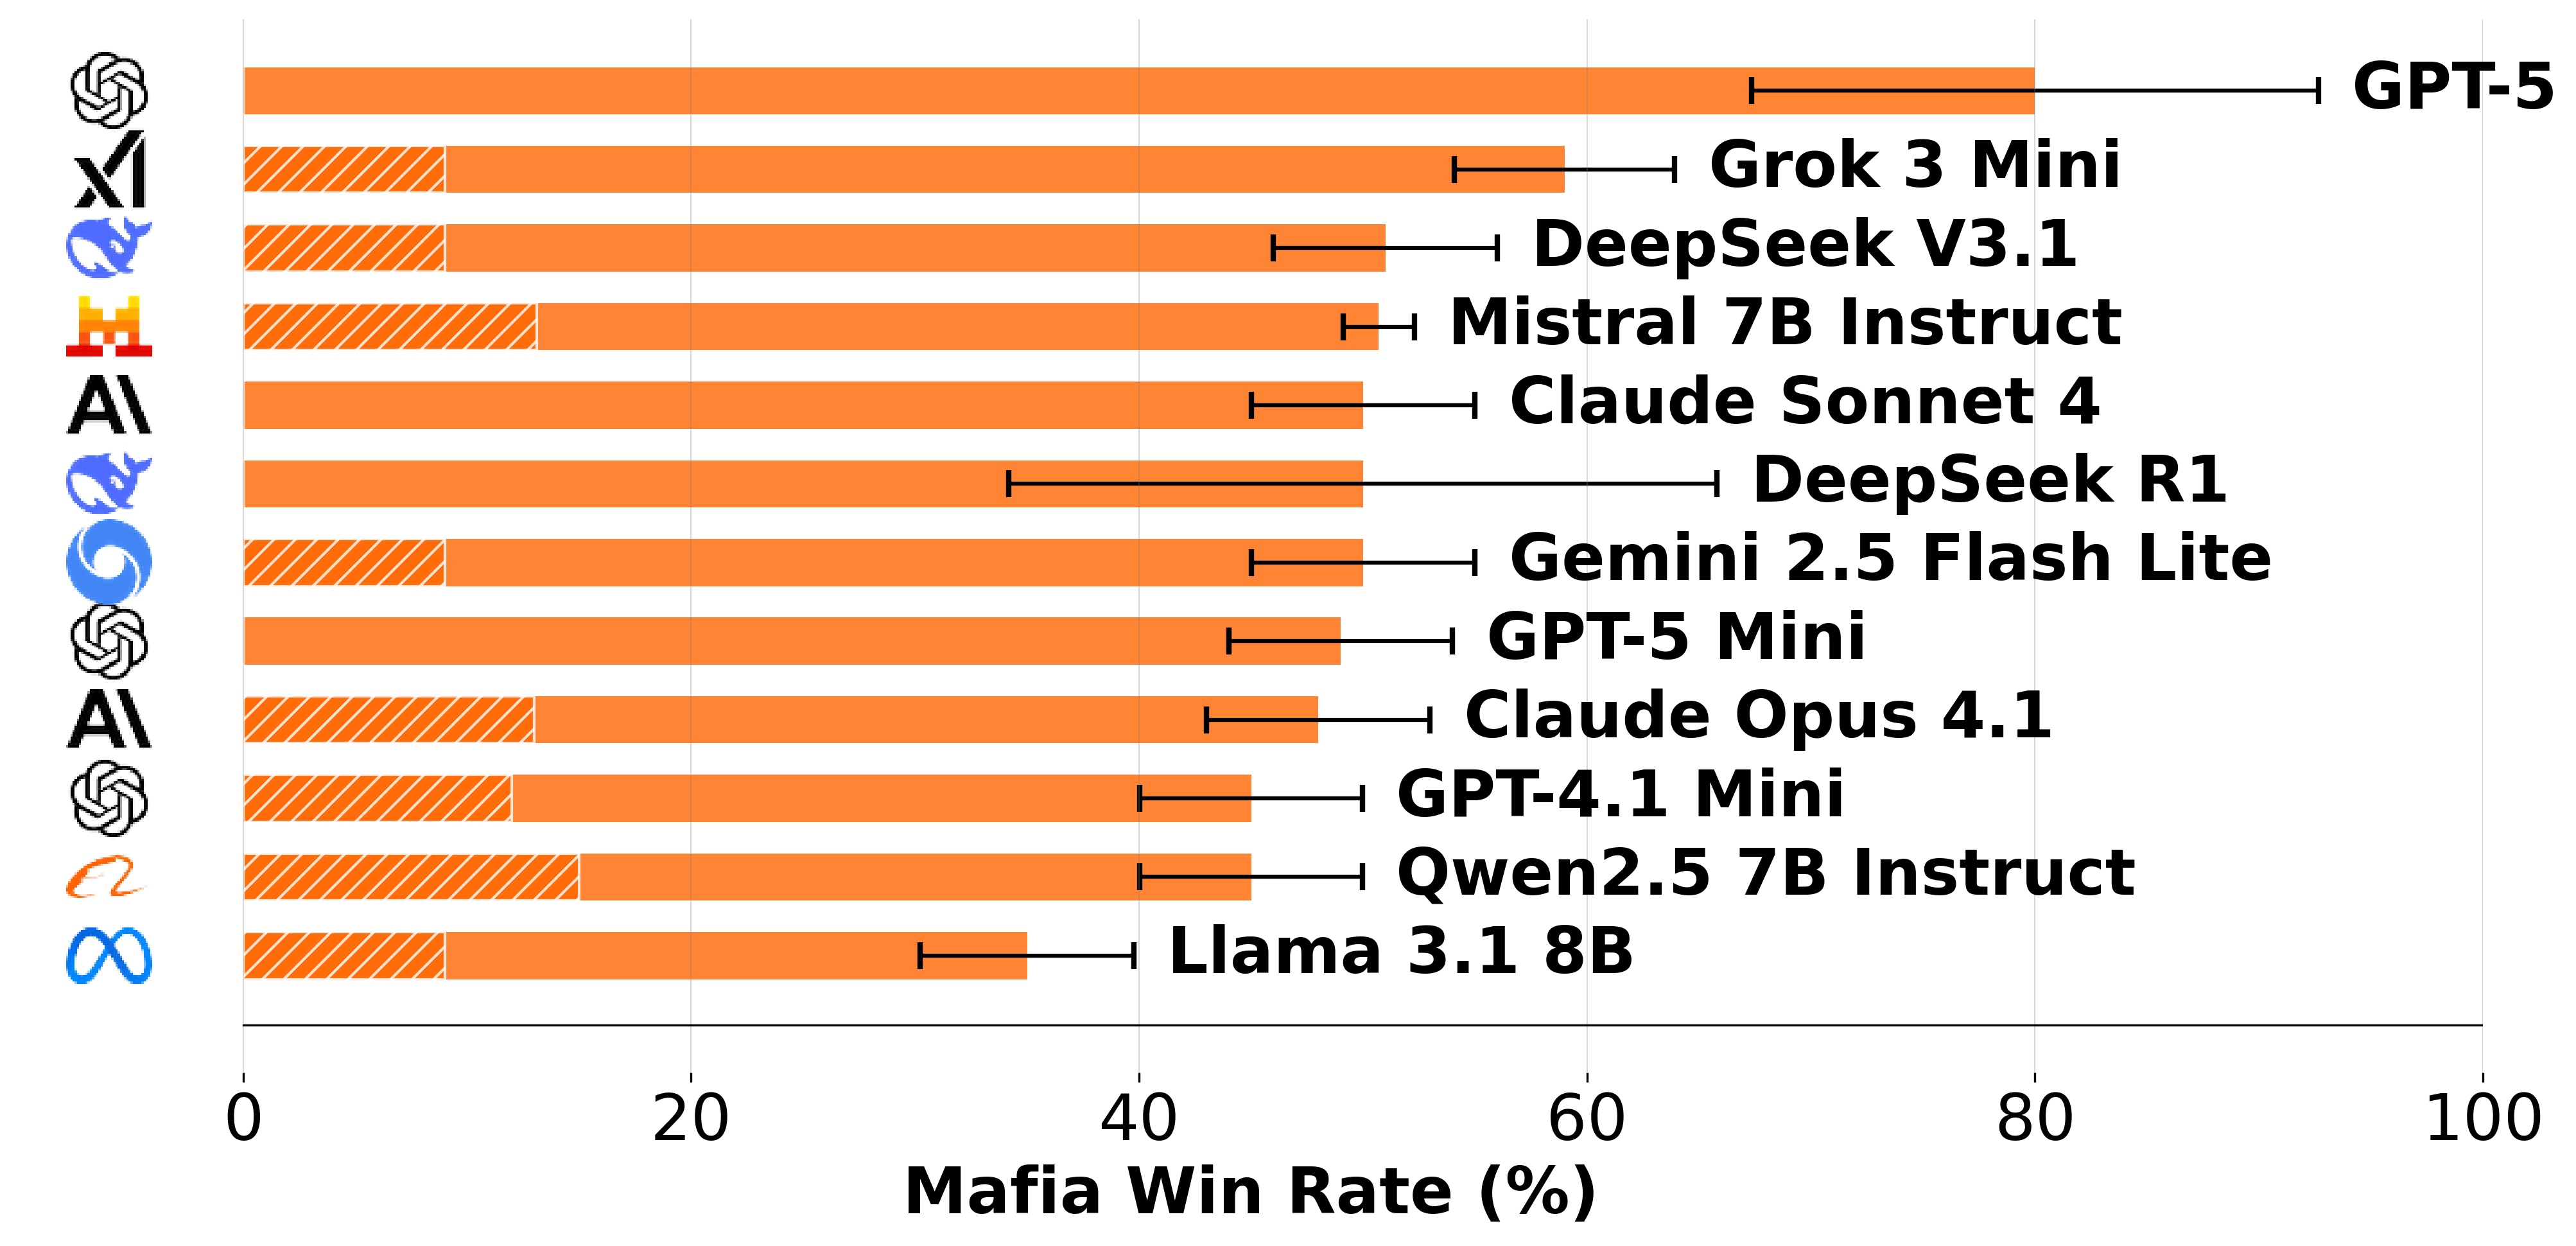 GPT-5
Grok 3 Mini
DeepSeek V3.1
Mistral 7B Instruct
Claude Sonnet 4
DeepSeek R1
Gemini 2.5 Flash Lite
GPT-5 Mini
Claude Opus 4.1
GPT-4.1 Mini
Qwen2.5 7B Instruct
Llama 3.1 8B
0 20 40 60 80 100
Mafia Win Rate (%)